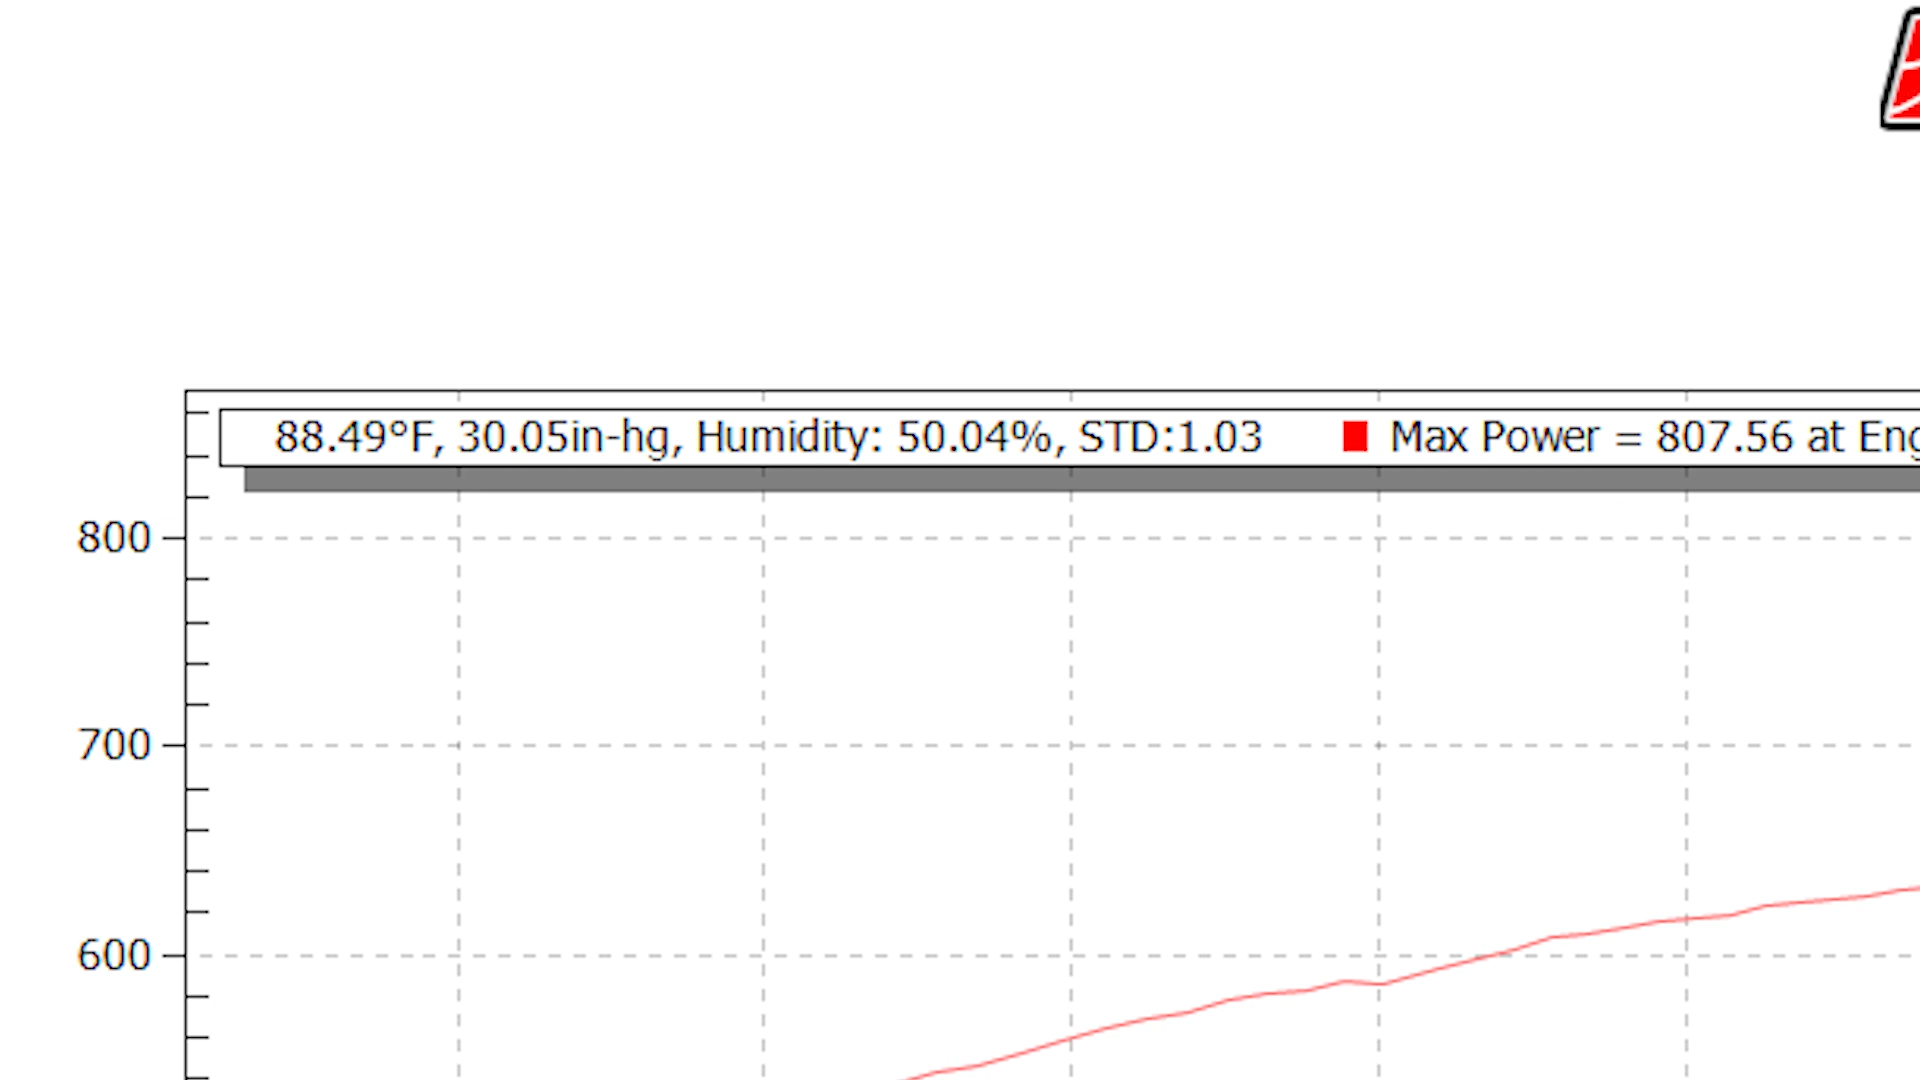 88.49°F, 30.05in-hg, Humidity: 50.04%, STD:1.03 Max Power = 807.56 at Eng
800
700
600